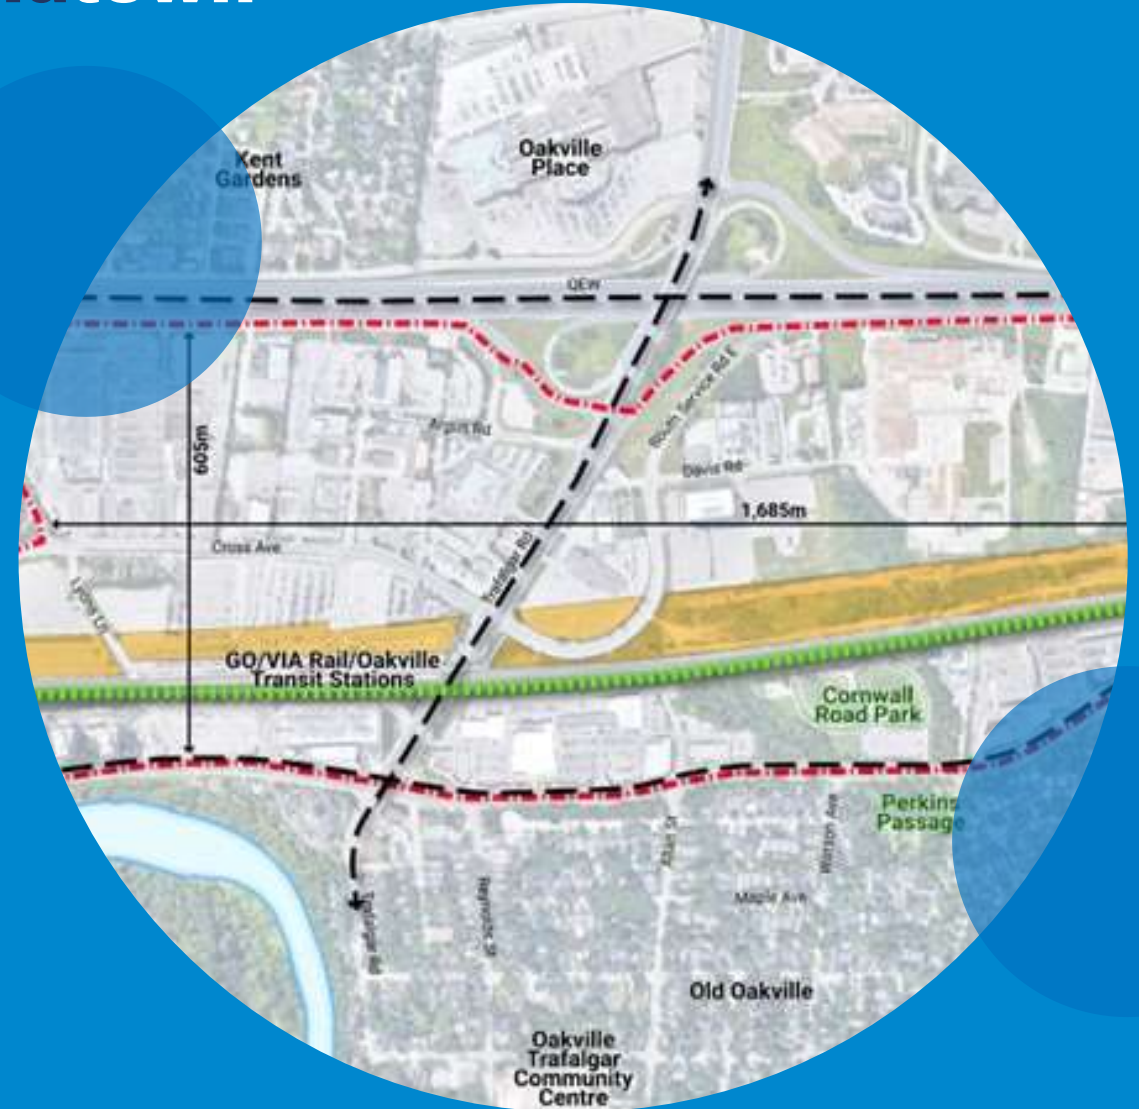 Kent
Gardens
Oakville
Place
QEW
South Service Rd E
Argus Rd
605m
Davis Rd
1,685m
Cross Ave
Trafalgar Rd
Lyons Ln
GO/VIA Rail/Oakville
Transit Stations
Cornwall
Road Park
Perkins
Passage
Allan St
Watson Ave
Maple Ave
Reynolds St
Trafalgar Rd
Old Oakville
Oakville
Trafalgar
Community
Centre